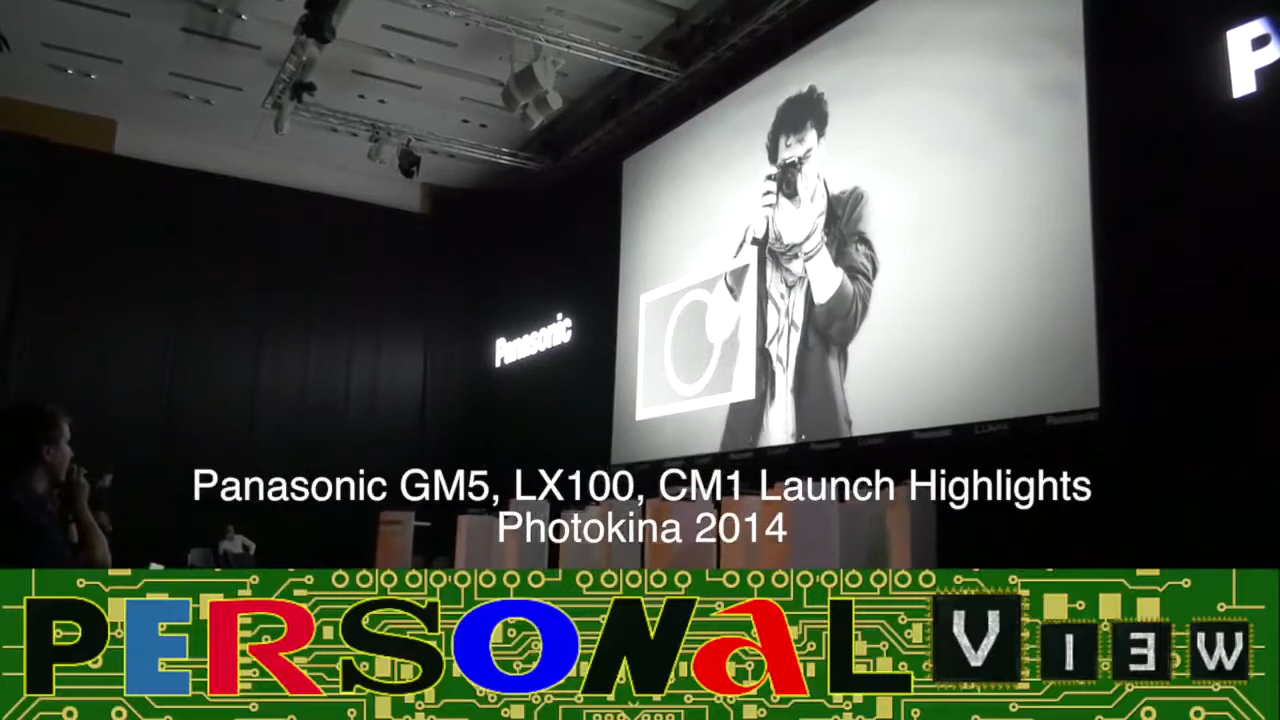 P
Panasonic
Panasonic GM5, LX100, CM1 Launch Highlights
Photokina 2014
PERSONAL VIEW